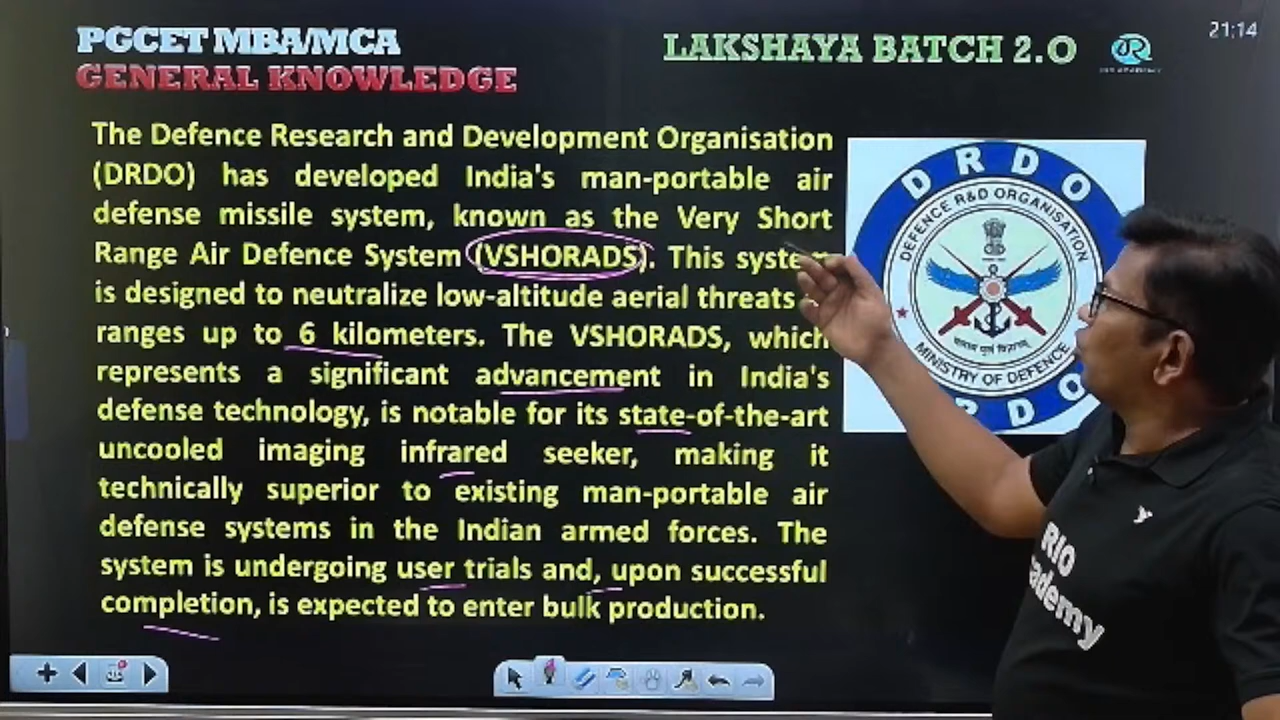 PGCET MBA/MCA
GENERAL KNOWLEDGE
LAKSHAYA BATCH 2.O
21:14
The Defence Research and Development Organisation
(DRDO) has developed India's man-portable air
defense missile system, known as the Very Short
Range Air Defence System (VSHORADS). This system
is designed to neutralize low-altitude aerial threats
ranges up to 6 kilometers. The VSHORADS, which
represents a significant advancement in India's
defense technology, is notable for its state-of-the-art
uncooled imaging infrared seeker, making it
technically superior to existing man-portable air
defense systems in the Indian armed forces. The
system is undergoing user trials and, upon successful
completion, is expected to enter bulk production.
DRDO
DEFENCE R&D ORGANISATION
MINISTRY OF DEFENCE
RDO
RIO